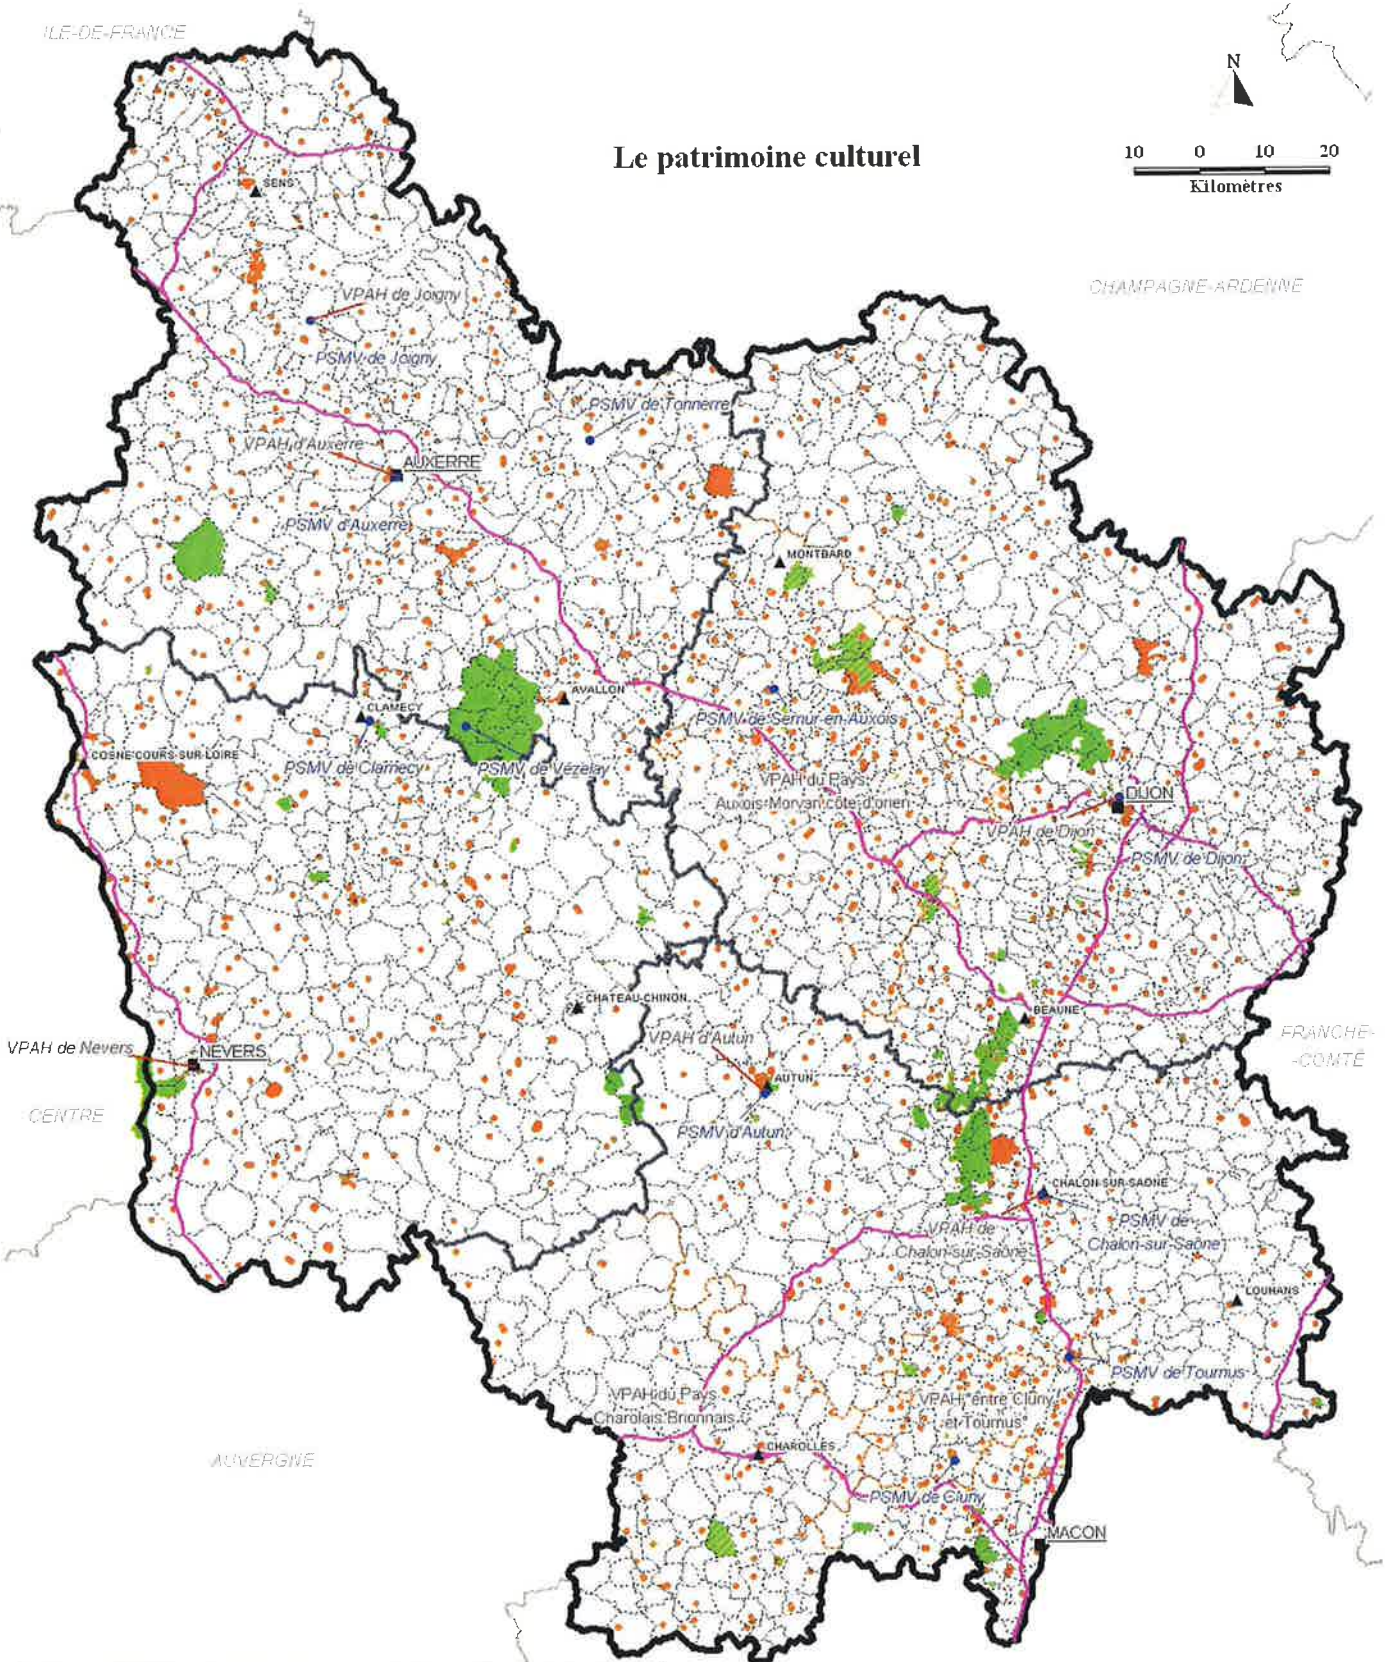 ILE-DE-FRANCE
N
Le patrimoine culturel
10 0 10 20
Kilomètres
SENS
CHAMPAGNE-ARDENNE
VPAH de Joigny
PSMV de Joigny
PSMV de Tonnerre
VPAH d'Auxerre
AUXERRE
PSMV d'Auxerre
MONTBARD
AVALLON
CLAMECY
PSMV de Semur-en-Auxois
COSNE-COURS-SUR-LOIRE
PSMV de Clamecy
PSMV de Vézelay
VPAH du Pays
Auxois-Morvan côte-d'orien
DIJON
VPAH de Dijon
PSMV de Dijon
CHATEAU-CHINON
BEAUNE
VPAH d'Autun
FRANCHE-
-COMTÉ
VPAH de Nevers
NEVERS
AUTUN
CENTRE
PSMV d'Autun
CHALON-SUR-SAONE
VPAH de
Chalon-sur-Saône
PSMV de
Chalon-sur-Saône
LOUHANS
PSMV de Tournus
VPAH du Pays
Charolais Brionnais
VPAH "entre Cluny
et Tournus"
CHAROLLES
AUVERGNE
PSMV de Cluny
MACON